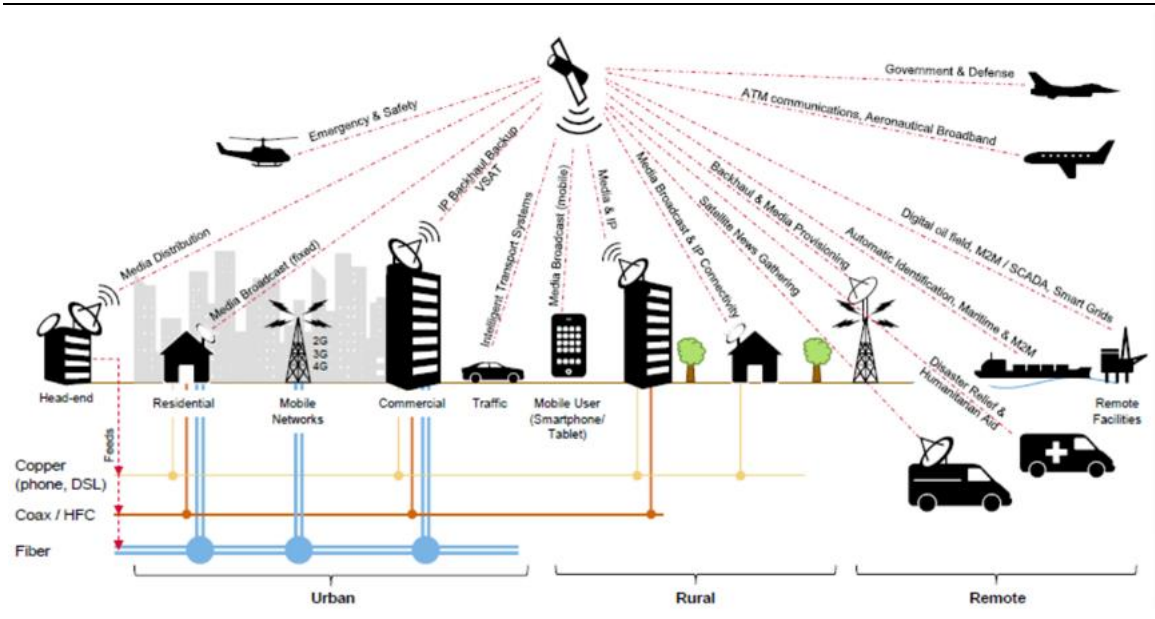 Government & Defense
ATM communications, Aeronautical Broadband
Emergency & Safety
IP Backhaul,Backup
VSAT
Media Distribution
Media Broadcast (fixed)
Intelligent Transport Systems
Media Broadcast (mobile)
Media & IP
Media Broadcast & IP Connectivity
Satellite News Gathering
Backhaul & Media Provisioning
Automatic Identification, Maritime & M2M
Digital oil field, M2M / SCADA, Smart Grids
Disaster Relief &
Humanitarian Aid
2G
3G
4G
Head-end
Residential
Mobile
Networks
Commercial
Traffic
Mobile User
(Smartphone/
Tablet)
Remote
Facilities
Feeds
Copper
(phone, DSL)
Coax / HFC
Fiber
Urban
Rural
Remote